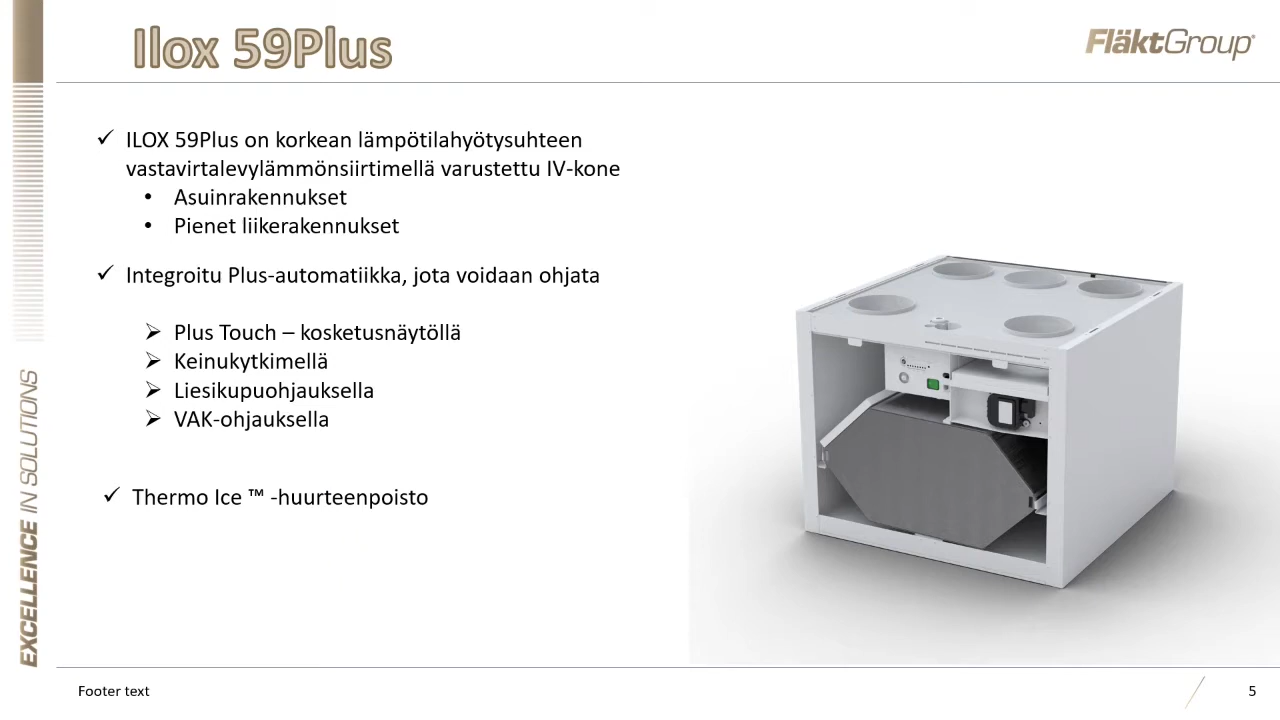 Ilox 59Plus
FläktGroup®
✓ ILOX 59Plus on korkean lämpötilahyötysuhteen
vastavirtalevylämmönsiirtimellä varustettu IV-kone
• Asuinrakennukset
• Pienet liikerakennukset
✓ Integroitu Plus-automatiikka, jota voidaan ohjata
➢ Plus Touch – kosketusnäytöllä
➢ Keinukytkimellä
➢ Liesikupuohjauksella
➢ VAK-ohjauksella
✓ Thermo Ice ™ -huurteenpoisto
EXCELLENCE IN SOLUTIONS
Footer text
5